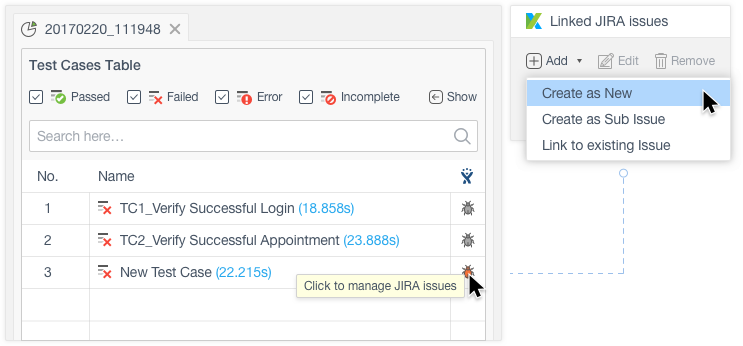 20170220_111948
Test Cases Table
Passed Failed Error Incomplete Show
Search here...
No. Name
1 TC1_Verify Successful Login (18.858s)
2 TC2_Verify Successful Appointment (23.888s)
3 New Test Case (22.215s)
Click to manage JIRA issues
Linked JIRA issues
Add Edit Remove
Create as New
Create as Sub Issue
Link to existing Issue